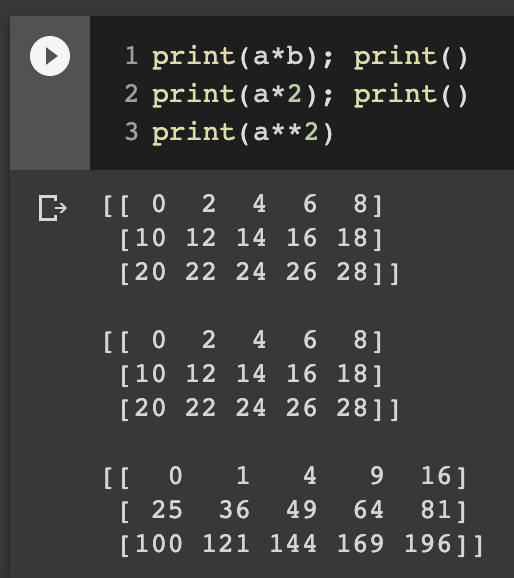 1 print(a*b); print()
2 print(a*2); print()
3 print(a**2)
[[ 0  2  4  6  8]
 [10 12 14 16 18]
 [20 22 24 26 28]]

[[ 0  2  4  6  8]
 [10 12 14 16 18]
 [20 22 24 26 28]]

[[  0   1   4   9  16]
 [ 25  36  49  64  81]
 [100 121 144 169 196]]